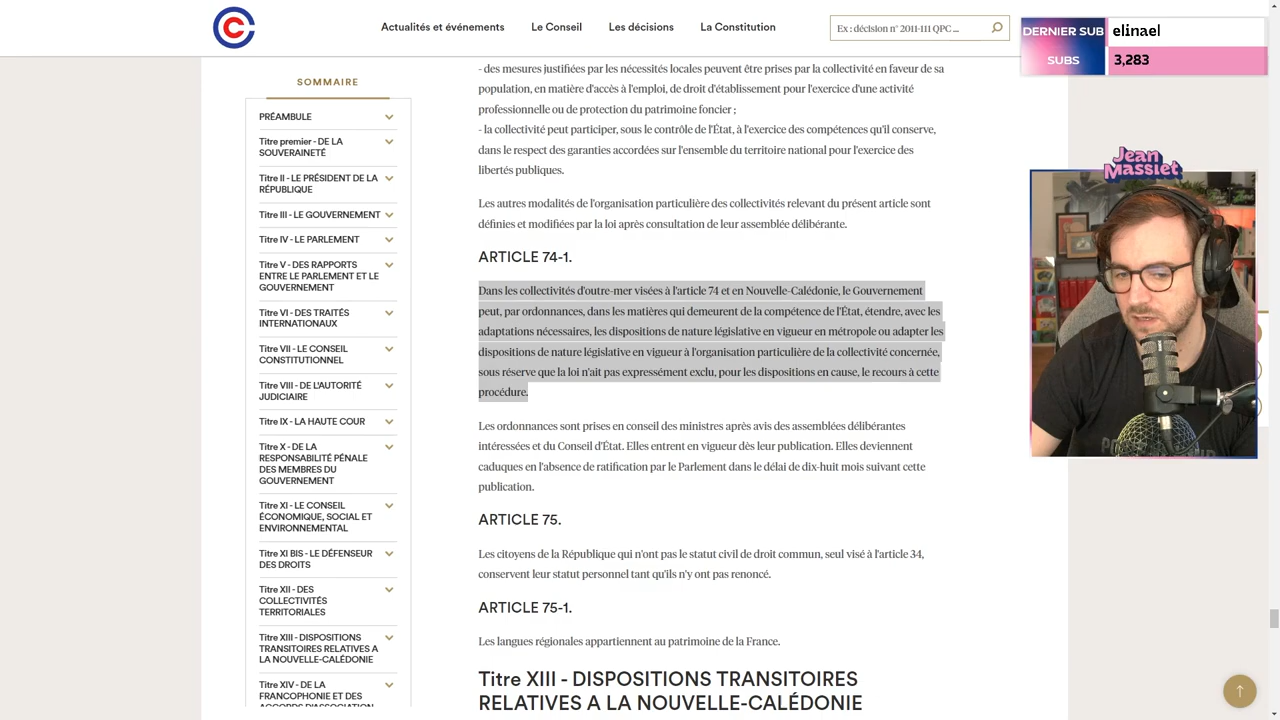 Actualités et événements
Le Conseil
Les décisions
La Constitution
Ex : décision n° 2011-111 QPC ...
DERNIER SUB
elinael
SUBS
3,283
Jean
Massiet
SOMMAIRE
PRÉAMBULE
Titre premier - DE LA
SOUVERAINETÉ
Titre II - LE PRÉSIDENT DE LA
RÉPUBLIQUE
Titre III - LE GOUVERNEMENT
Titre IV - LE PARLEMENT
Titre V - DES RAPPORTS
ENTRE LE PARLEMENT ET LE
GOUVERNEMENT
Titre VI - DES TRAITÉS
INTERNATIONAUX
Titre VII - LE CONSEIL
CONSTITUTIONNEL
Titre VIII - DE L'AUTORITÉ
JUDICIAIRE
Titre IX - LA HAUTE COUR
Titre X - DE LA
RESPONSABILITÉ PÉNALE
DES MEMBRES DU
GOUVERNEMENT
Titre XI - LE CONSEIL
ÉCONOMIQUE, SOCIAL ET
ENVIRONNEMENTAL
Titre XI BIS - LE DÉFENSEUR
DES DROITS
Titre XII - DES
COLLECTIVITÉS
TERRITORIALES
Titre XIII - DISPOSITIONS
TRANSITOIRES RELATIVES A
LA NOUVELLE-CALÉDONIE
Titre XIV - DE LA
FRANCOPHONIE ET DES
ACCORDS D'ASSOCIATION
- des mesures justifiées par les nécessités locales peuvent être prises par la collectivité en faveur de sa
population, en matière d'accès à l'emploi, de droit d'établissement pour l'exercice d'une activité
professionnelle ou de protection du patrimoine foncier ;
- la collectivité peut participer, sous le contrôle de l'État, à l'exercice des compétences qu'il conserve,
dans le respect des garanties accordées sur l'ensemble du territoire national pour l'exercice des
libertés publiques.
Les autres modalités de l'organisation particulière des collectivités relevant du présent article sont
définies et modifiées par la loi après consultation de leur assemblée délibérante.
ARTICLE 74-1.
Dans les collectivités d'outre-mer visées à l'article 74 et en Nouvelle-Calédonie, le Gouvernement
peut, par ordonnances, dans les matières qui demeurent de la compétence de l'État, étendre, avec les
adaptations nécessaires, les dispositions de nature législative en vigueur en métropole ou adapter les
dispositions de nature législative en vigueur à l'organisation particulière de la collectivité concernée,
sous réserve que la loi n'ait pas expressément exclu, pour les dispositions en cause, le recours à cette
procédure.
Les ordonnances sont prises en conseil des ministres après avis des assemblées délibérantes
intéressées et du Conseil d'État. Elles entrent en vigueur dès leur publication. Elles deviennent
caduques en l'absence de ratification par le Parlement dans le délai de dix-huit mois suivant cette
publication.
ARTICLE 75.
Les citoyens de la République qui n'ont pas le statut civil de droit commun, seul visé à l'article 34,
conservent leur statut personnel tant qu'ils n'y ont pas renoncé.
ARTICLE 75-1.
Les langues régionales appartiennent au patrimoine de la France.
Titre XIII - DISPOSITIONS TRANSITOIRES
RELATIVES A LA NOUVELLE-CALÉDONIE